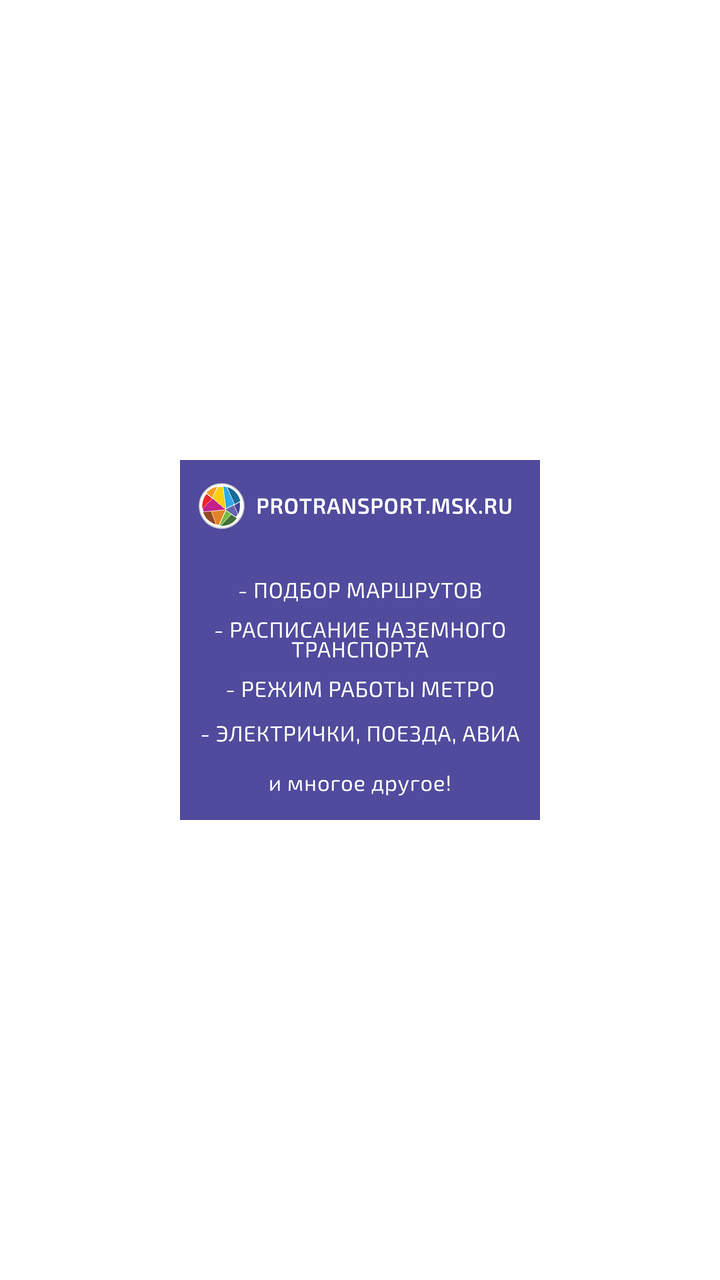 PROTRANSPORT.MSK.RU
- ПОДБОР МАРШРУТОВ
- РАСПИСАНИЕ НАЗЕМНОГО
ТРАНСПОРТА
- РЕЖИМ РАБОТЫ МЕТРО
- ЭЛЕКТРИЧКИ, ПОЕЗДА, АВИА
и многое другое!